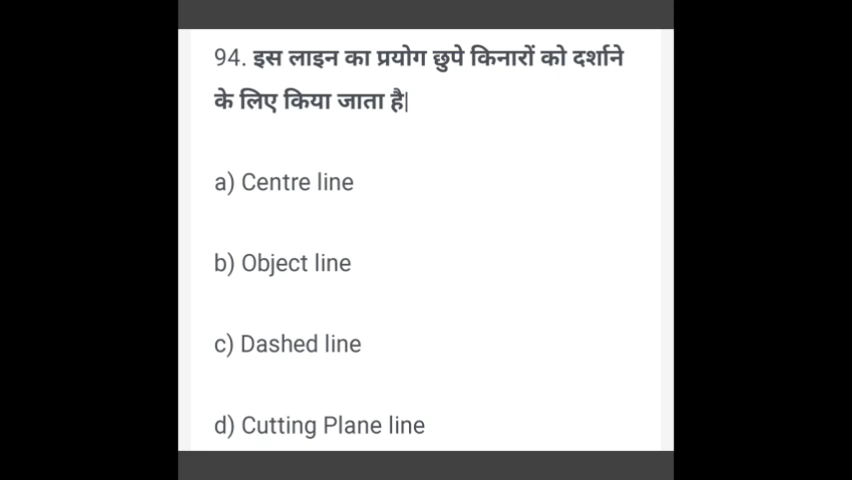 94. इस लाइन का प्रयोग छुपे किनारों को दर्शाने
के लिए किया जाता है|
a) Centre line
b) Object line
c) Dashed line
d) Cutting Plane line